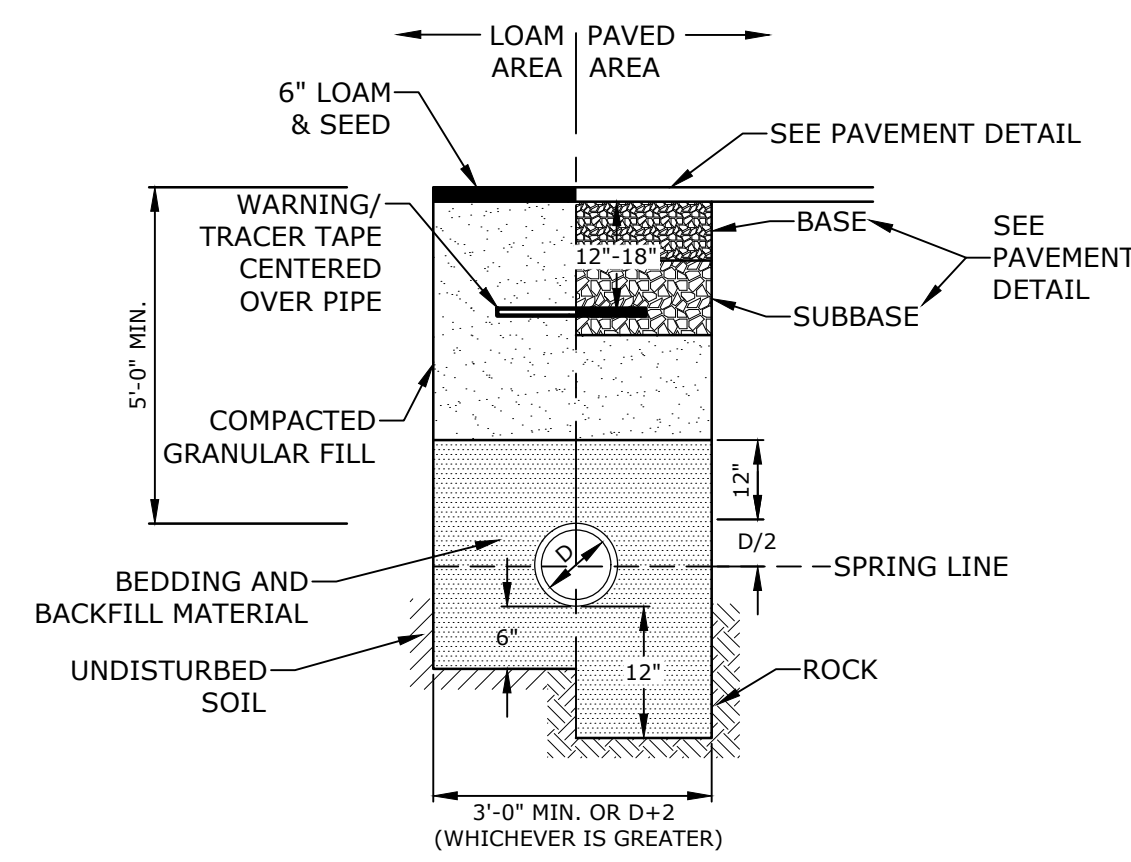 LOAM AREA
PAVED AREA
6" LOAM
& SEED
SEE PAVEMENT DETAIL
WARNING/
TRACER TAPE
CENTERED
OVER PIPE
BASE
SEE
PAVEMENT
DETAIL
12"-18"
SUBBASE
5'-0" MIN.
COMPACTED
GRANULAR FILL
12"
D/2
D
SPRING LINE
BEDDING AND
BACKFILL MATERIAL
6"
12"
UNDISTURBED
SOIL
ROCK
3'-0" MIN. OR D+2
(WHICHEVER IS GREATER)